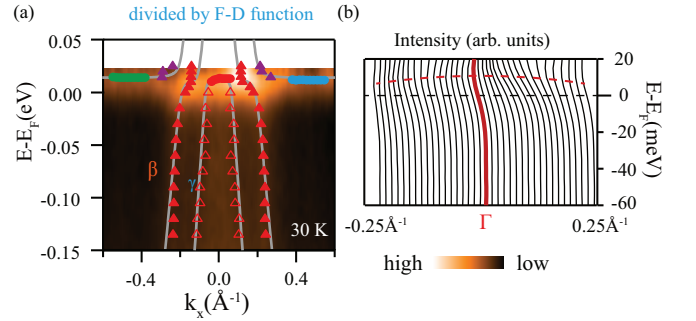 (a)
divided by F-D function
E-E_F(eV)
0.05
0.00
-0.05
-0.10
-0.15
β
γ
30 K
-0.4
0.0
0.4
k_x(Å⁻¹)
(b)
Intensity (arb. units)
20
0
-20
-40
-60
E-E_F(meV)
-0.25Å⁻¹
Γ
0.25Å⁻¹
high
low